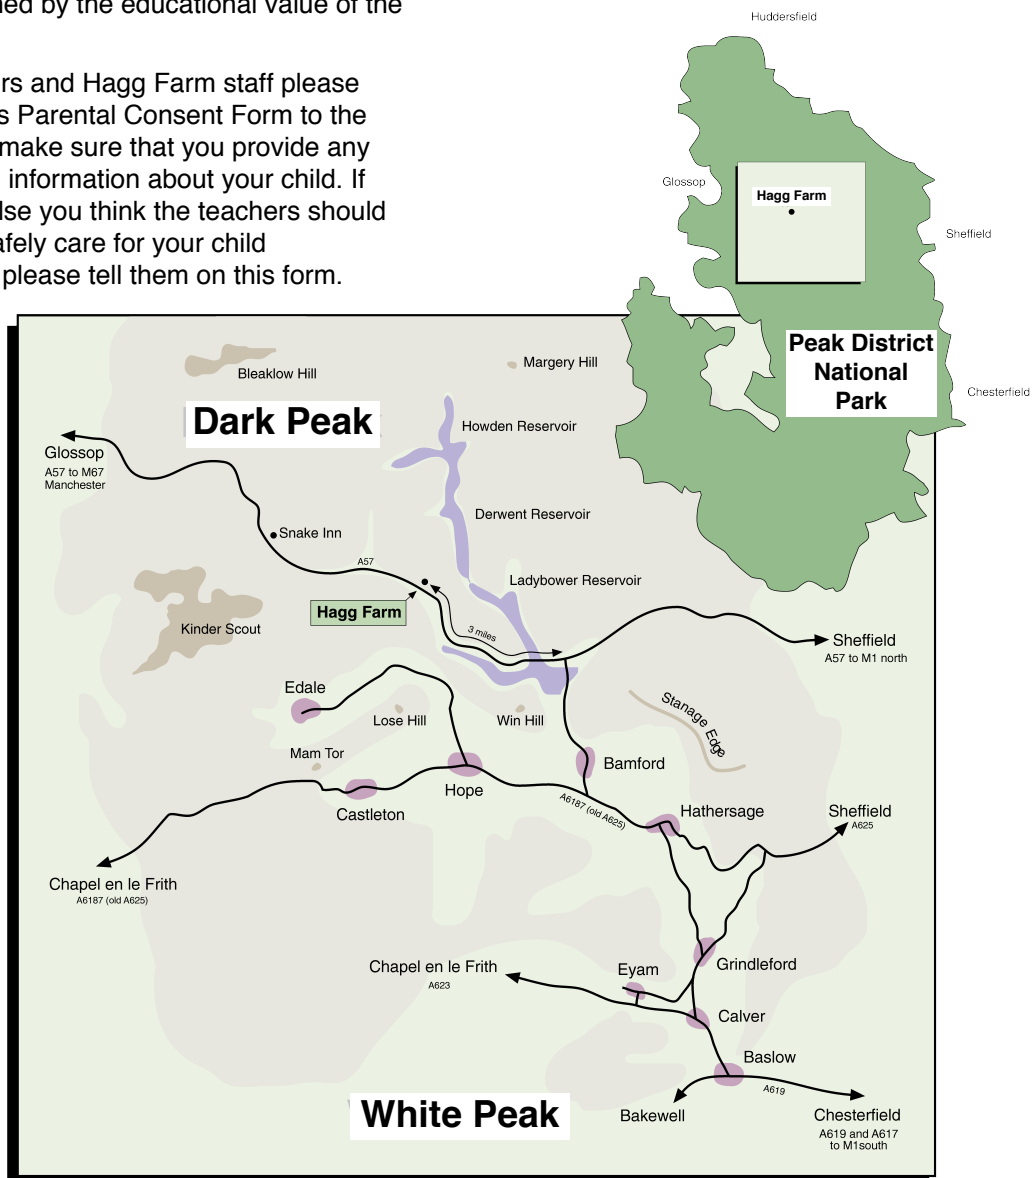 ned by the educational value of the
rs and Hagg Farm staff please
s Parental Consent Form to the
make sure that you provide any
information about your child. If
lse you think the teachers should
afely care for your child
please tell them on this form.
Huddersfield
Glossop
Hagg Farm
Sheffield
Peak District
National
Park
Chesterfield
Bleaklow Hill
Margery Hill
Dark Peak
Howden Reservoir
Glossop
A57 to M67
Manchester
Derwent Reservoir
Snake Inn
A57
Ladybower Reservoir
Hagg Farm
3 miles
Kinder Scout
Sheffield
A57 to M1 north
Edale
Lose Hill
Win Hill
Stanage Edge
Mam Tor
Bamford
Hope
Castleton
A6187 (old A625)
Hathersage
Sheffield
A625
Chapel en le Frith
A6187 (old A625)
Chapel en le Frith
A623
Eyam
Grindleford
Calver
Baslow
A619
White Peak
Bakewell
Chesterfield
A619 and A617
to M1south